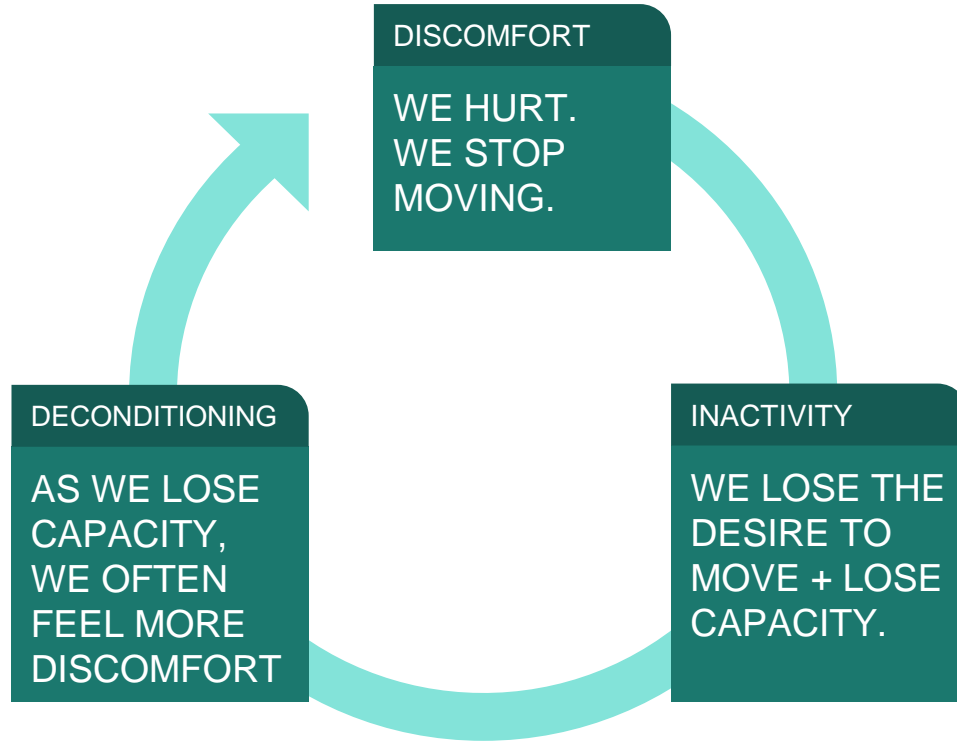 DISCOMFORT
WE HURT.
WE STOP
MOVING.
INACTIVITY
WE LOSE THE
DESIRE TO
MOVE + LOSE
CAPACITY.
DECONDITIONING
AS WE LOSE
CAPACITY,
WE OFTEN
FEEL MORE
DISCOMFORT